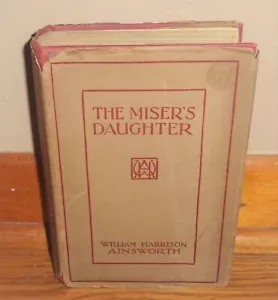 THE MISER'S
DAUGHTER
WILLIAM HARRISON
AINSWORTH